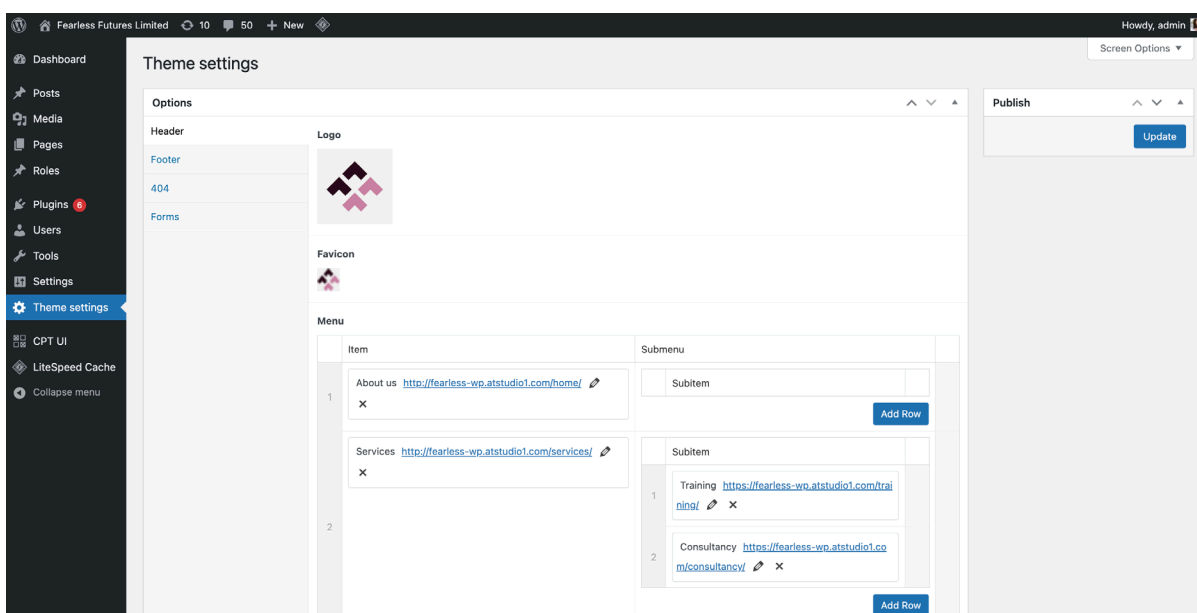 Fearless Futures Limited 10 50 New Howdy, admin
Screen Options
Dashboard
Posts
Media
Pages
Roles
Plugins 6
Users
Tools
Settings
Theme settings
CPT UI
LiteSpeed Cache
Collapse menu
Theme settings
Options
Header
Footer
404
Forms
Logo
Favicon
Menu
Item Submenu
1
About us http://fearless-wp.atstudio1.com/home/
Subitem
Add Row
2
Services http://fearless-wp.atstudio1.com/services/
Subitem
1
Training https://fearless-wp.atstudio1.com/trai
ning/
2
Consultancy https://fearless-wp.atstudio1.co
m/consultancy/
Add Row
Publish
Update